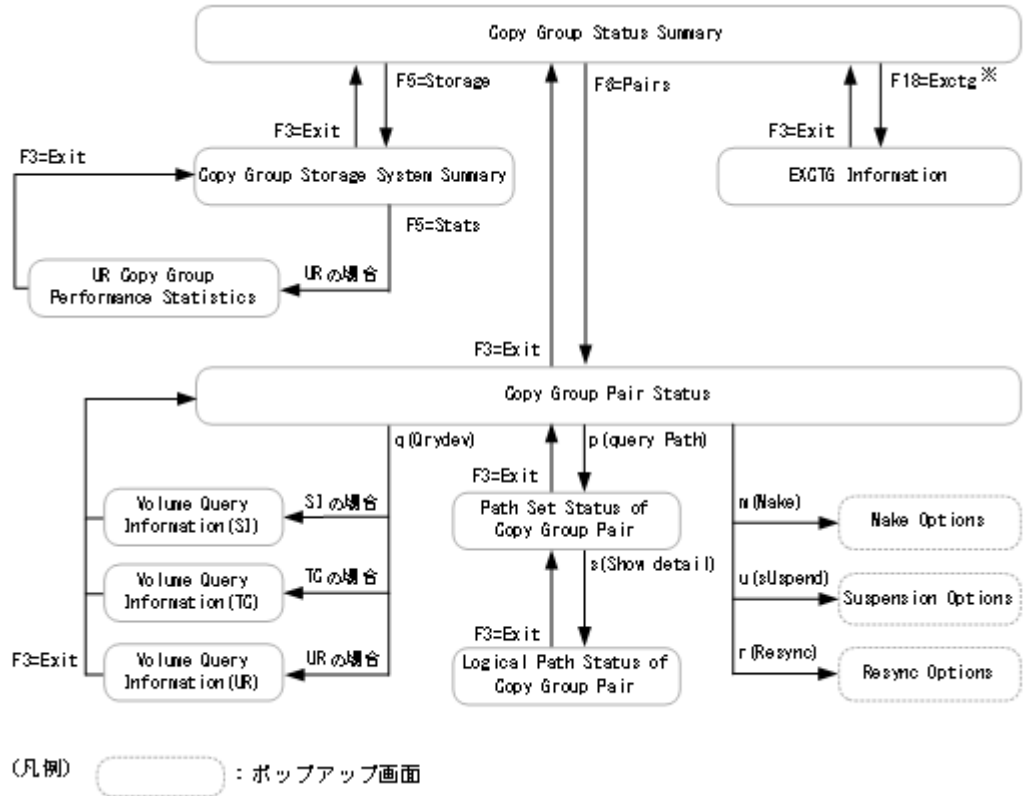 Copy Group Status Summary
F5=Storage
F8=Pairs
F18=Exctg※
F3=Exit
F3=Exit
F3=Exit
Copy Group Storage System Summary
EXCTG Information
F5=Stats
UR Copy Group
Performance Statistics
URの場合
F3=Exit
Copy Group Pair Status
q(Qrydev)
p(query Path)
F3=Exit
Volume Query
Information(SI)
SIの場合
Path Set Status of
Copy Group Pair
m(Make)
Make Options
s(Show detail)
Volume Query
Information(TC)
TCの場合
u(sUspend)
Suspension Options
F3=Exit
F3=Exit
Volume Query
Information(UR)
URの場合
Logical Path Status of
Copy Group Pair
r(Resync)
Resync Options
(凡例)
：ポップアップ画面